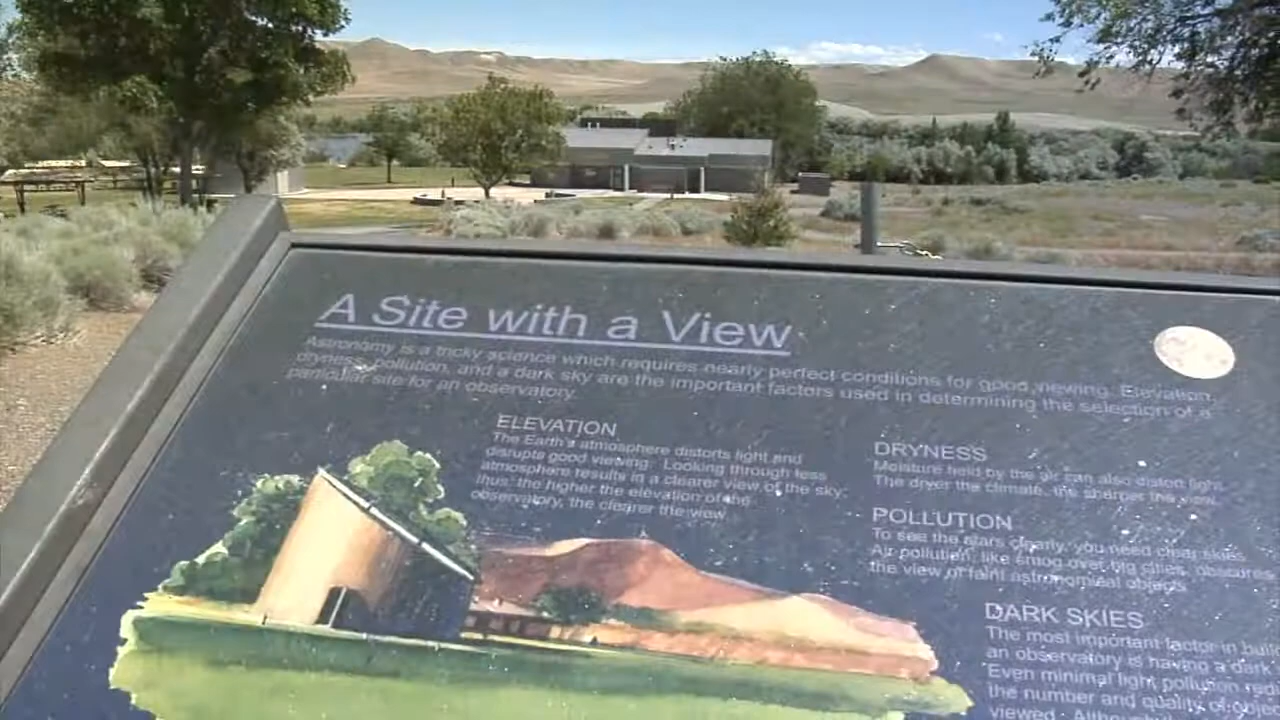 A Site with a View
Astronomy is a tricky science which requires nearly perfect conditions for good viewing. Elevation,
dryness, pollution, and a dark sky are the important factors used in determining the selection of a
particular site for an observatory.
ELEVATION
The Earth's atmosphere distorts light and
disrupts good viewing. Looking through less
atmosphere results in a clearer view of the sky;
thus, the higher the elevation of the
observatory, the clearer the view.
DRYNESS
Moisture held by the air can also distort light.
The dryer the climate, the sharper the view.
POLLUTION
To see the stars clearly, you need clear skies.
Air pollution, like smog over big cities, obscures
the view of faint astronomical objects.
DARK SKIES
The most important factor in
an observatory is having a dark
Even minimal light pollution
the number and quality of
viewed.